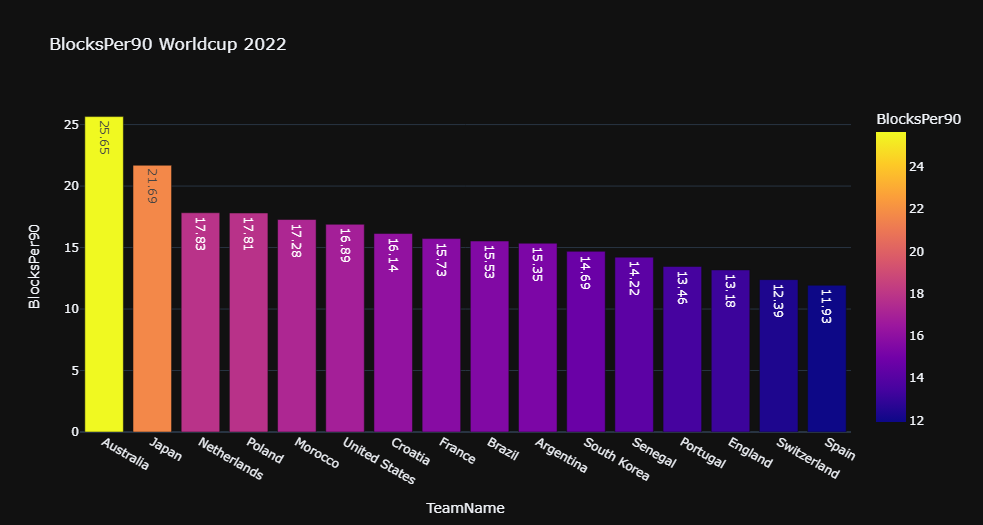 BlocksPer90 Worldcup 2022
BlocksPer90
25
20
15
10
5
0
25.65
21.69
17.83
17.81
17.28
16.89
16.14
15.73
15.53
15.35
14.69
14.22
13.46
13.18
12.39
11.93
Australia
Japan
Netherlands
Poland
Morocco
United States
Croatia
France
Brazil
Argentina
South Korea
Senegal
Portugal
England
Switzerland
Spain
TeamName
BlocksPer90
24
22
20
18
16
14
12